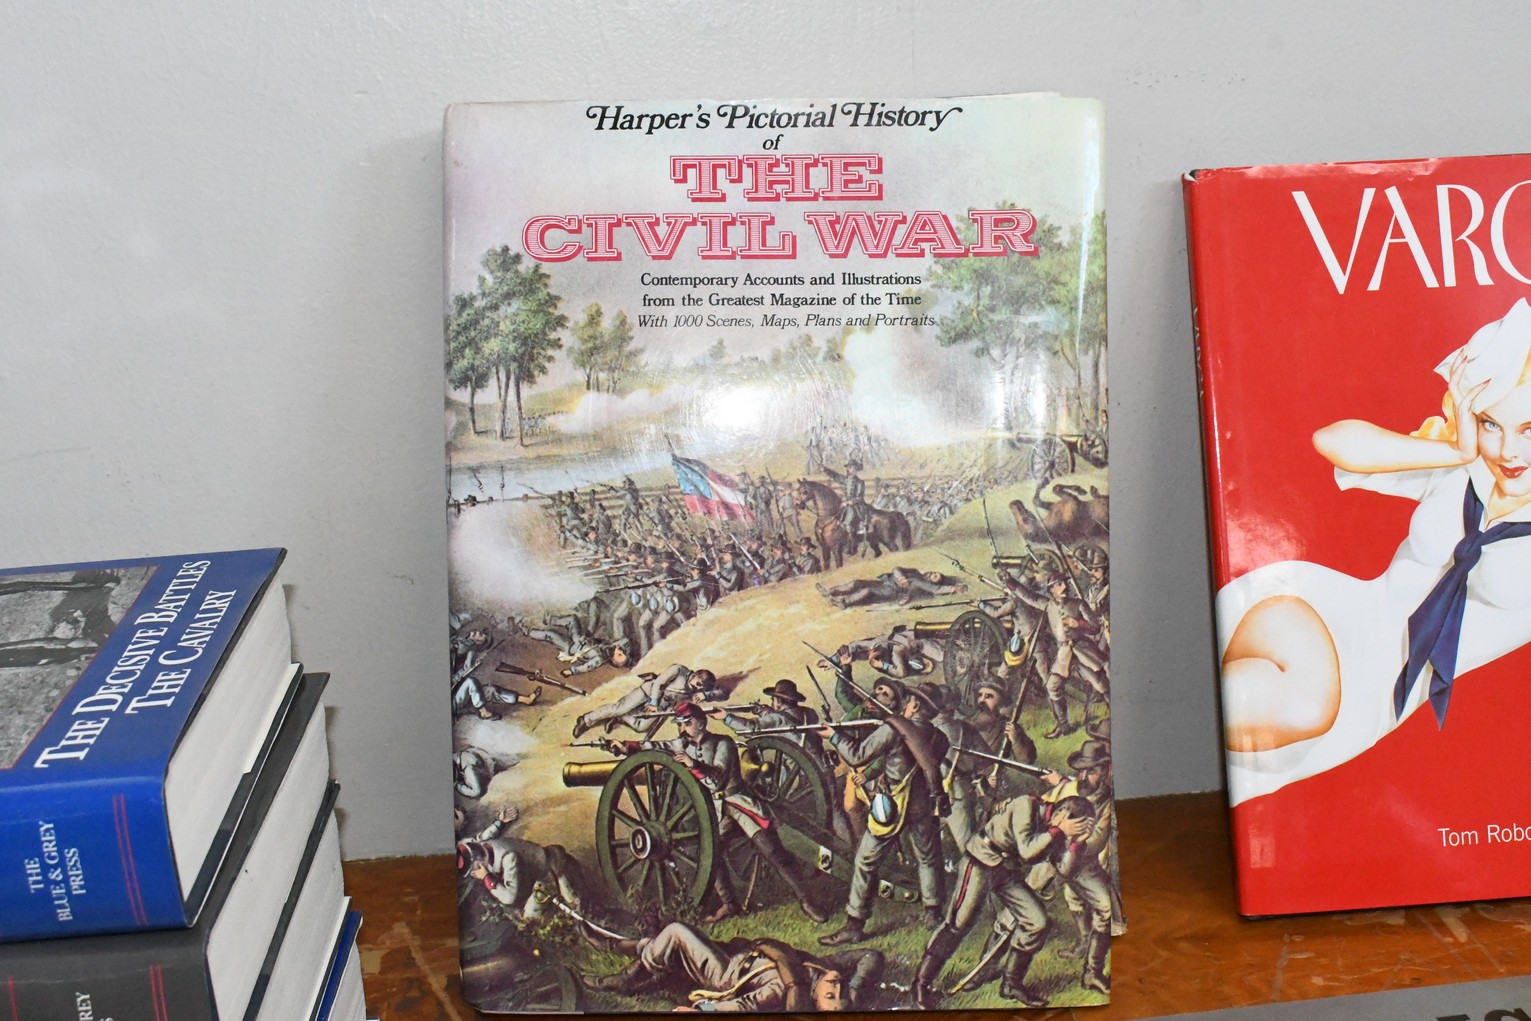 Harper's Pictorial History
of
THE
CIVIL WAR
Contemporary Accounts and Illustrations
from the Greatest Magazine of the Time
With 1000 Scenes, Maps, Plans and Portraits
THE DECISIVE BATTLES
THE CAVALRY
THE
BLUE & GREY
PRESS
VARG
Tom Robo